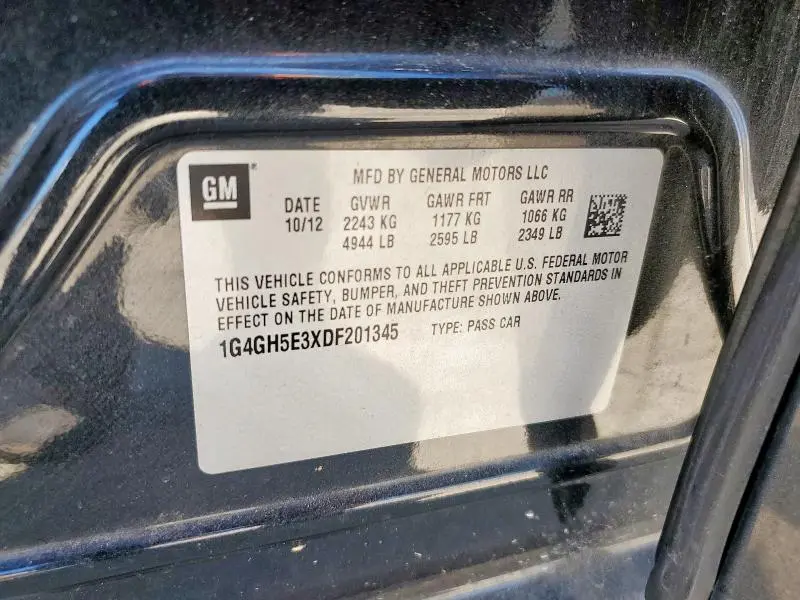 GM®
MFD BY GENERAL MOTORS LLC
DATE GVWR GAWR FRT GAWR RR
10/12 2243 KG 1177 KG 1066 KG
4944 LB 2595 LB 2349 LB
THIS VEHICLE CONFORMS TO ALL APPLICABLE U.S. FEDERAL MOTOR
VEHICLE SAFETY, BUMPER, AND THEFT PREVENTION STANDARDS IN
EFFECT ON THE DATE OF MANUFACTURE SHOWN ABOVE.
1G4GH5E3XDF201345 TYPE: PASS CAR